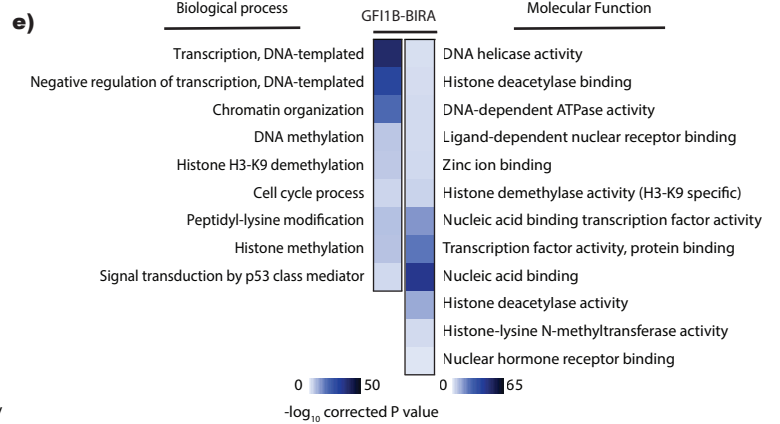 e)
Biological process
GFI1B-BIRA
Molecular Function
Transcription, DNA-templated
DNA helicase activity
Negative regulation of transcription, DNA-templated
Histone deacetylase binding
Chromatin organization
DNA-dependent ATPase activity
DNA methylation
Ligand-dependent nuclear receptor binding
Histone H3-K9 demethylation
Zinc ion binding
Cell cycle process
Histone demethylase activity (H3-K9 specific)
Peptidyl-lysine modification
Nucleic acid binding transcription factor activity
Histone methylation
Transcription factor activity, protein binding
Signal transduction by p53 class mediator
Nucleic acid binding
Histone deacetylase activity
Histone-lysine N-methyltransferase activity
Nuclear hormone receptor binding
0 50
0 65
-log10 corrected P value